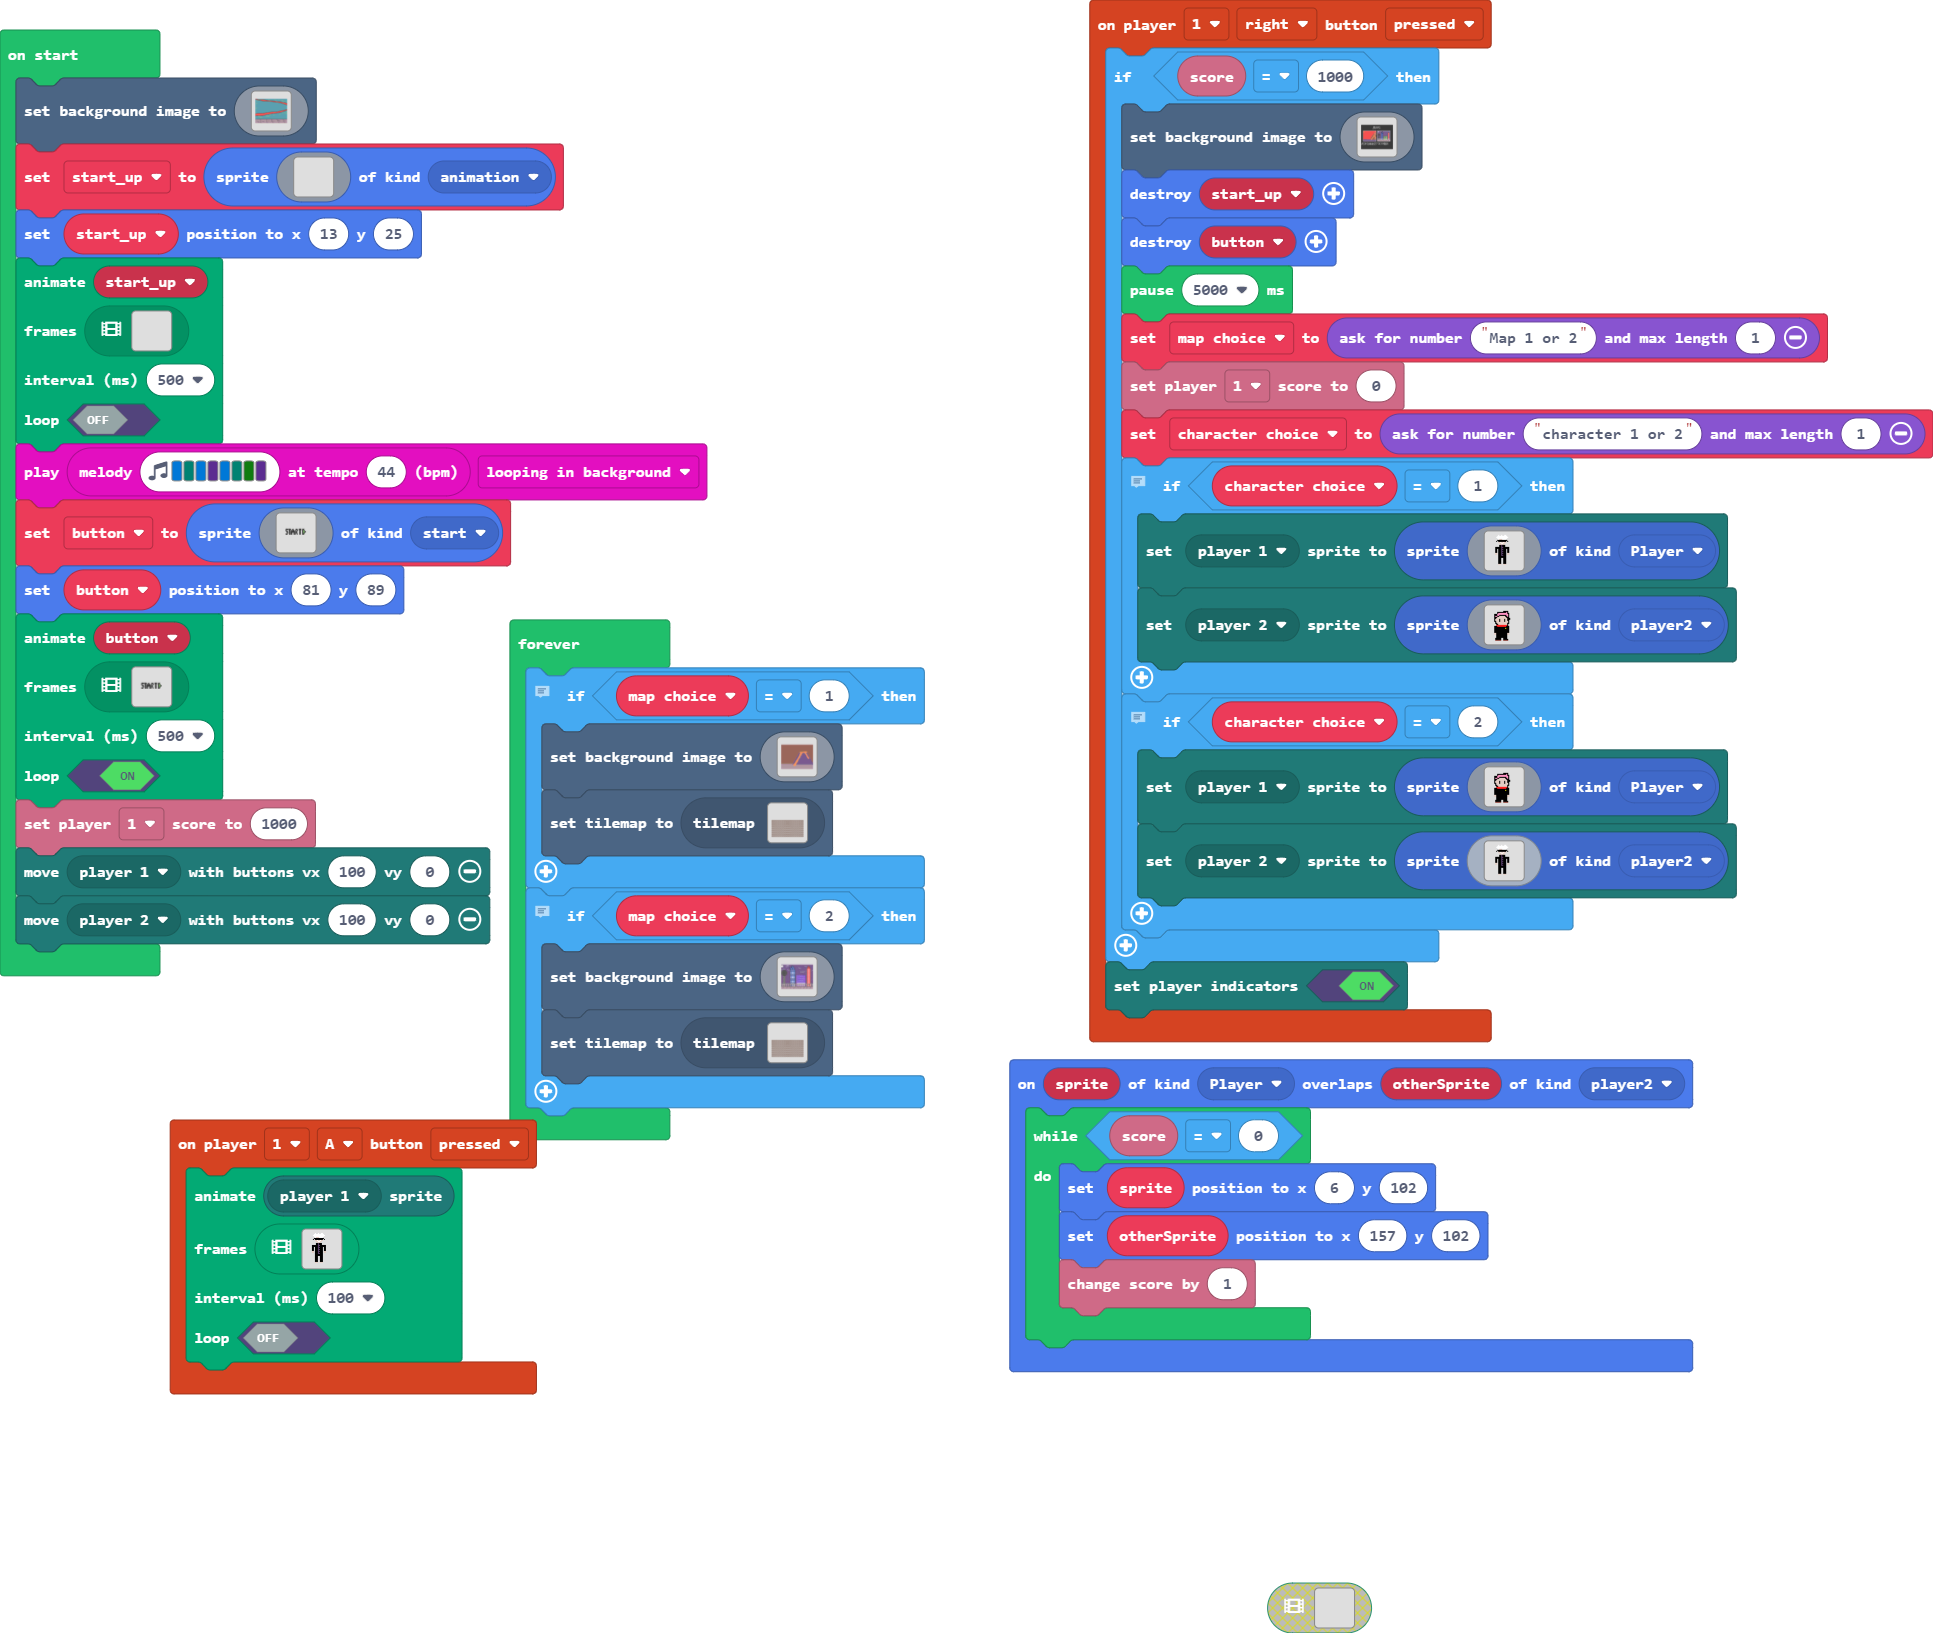 on start
set background image to
set start_up to sprite of kind animation
set start_up position to x 13 y 25
animate start_up
frames
interval (ms) 500
loop OFF
play melody at tempo 44 (bpm) looping in background
set button to sprite START! of kind start
set button position to x 81 y 89
animate button
frames START!
interval (ms) 500
loop ON
set player 1 score to 1000
move player 1 with buttons vx 100 vy 0
move player 2 with buttons vx 100 vy 0
forever
if map choice = 1 then
set background image to
set tilemap to tilemap
if map choice = 2 then
set background image to
set tilemap to tilemap
on player 1 A button pressed
animate player 1 sprite
frames
interval (ms) 100
loop OFF
on player 1 right button pressed
if score = 1000 then
set background image to
destroy start_up
destroy button
pause 5000 ms
set map choice to ask for number "Map 1 or 2" and max length 1
set player 1 score to 0
set character choice to ask for number "character 1 or 2" and max length 1
if character choice = 1 then
set player 1 sprite to sprite of kind Player
set player 2 sprite to sprite of kind player2
if character choice = 2 then
set player 1 sprite to sprite of kind Player
set player 2 sprite to sprite of kind player2
set player indicators ON
on sprite of kind Player overlaps otherSprite of kind player2
while score = 0
do set sprite position to x 6 y 102
set otherSprite position to x 157 y 102
change score by 1